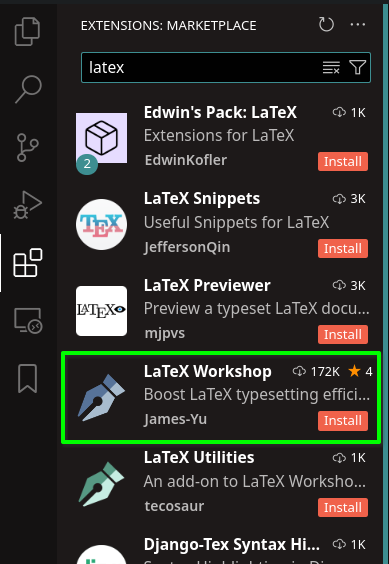 EXTENSIONS: MARKETPLACE
latex
Edwin's Pack: LaTeX 1K
Extensions for LaTeX
2
EdwinKofler Install
LaTeX Snippets 3K
TEX
Useful Snippets for LaTeX
JeffersonQin Install
LaTeX Previewer 3K
LATEX
Preview a typeset LaTeX docu...
mjpvs Install
LaTeX Workshop 172K ★ 4
Boost LaTeX typesetting effici...
James-Yu Install
LaTeX Utilities 1K
An add-on to LaTeX Worksho...
tecosaur Install
Django-Tex Syntax Hi... 1K